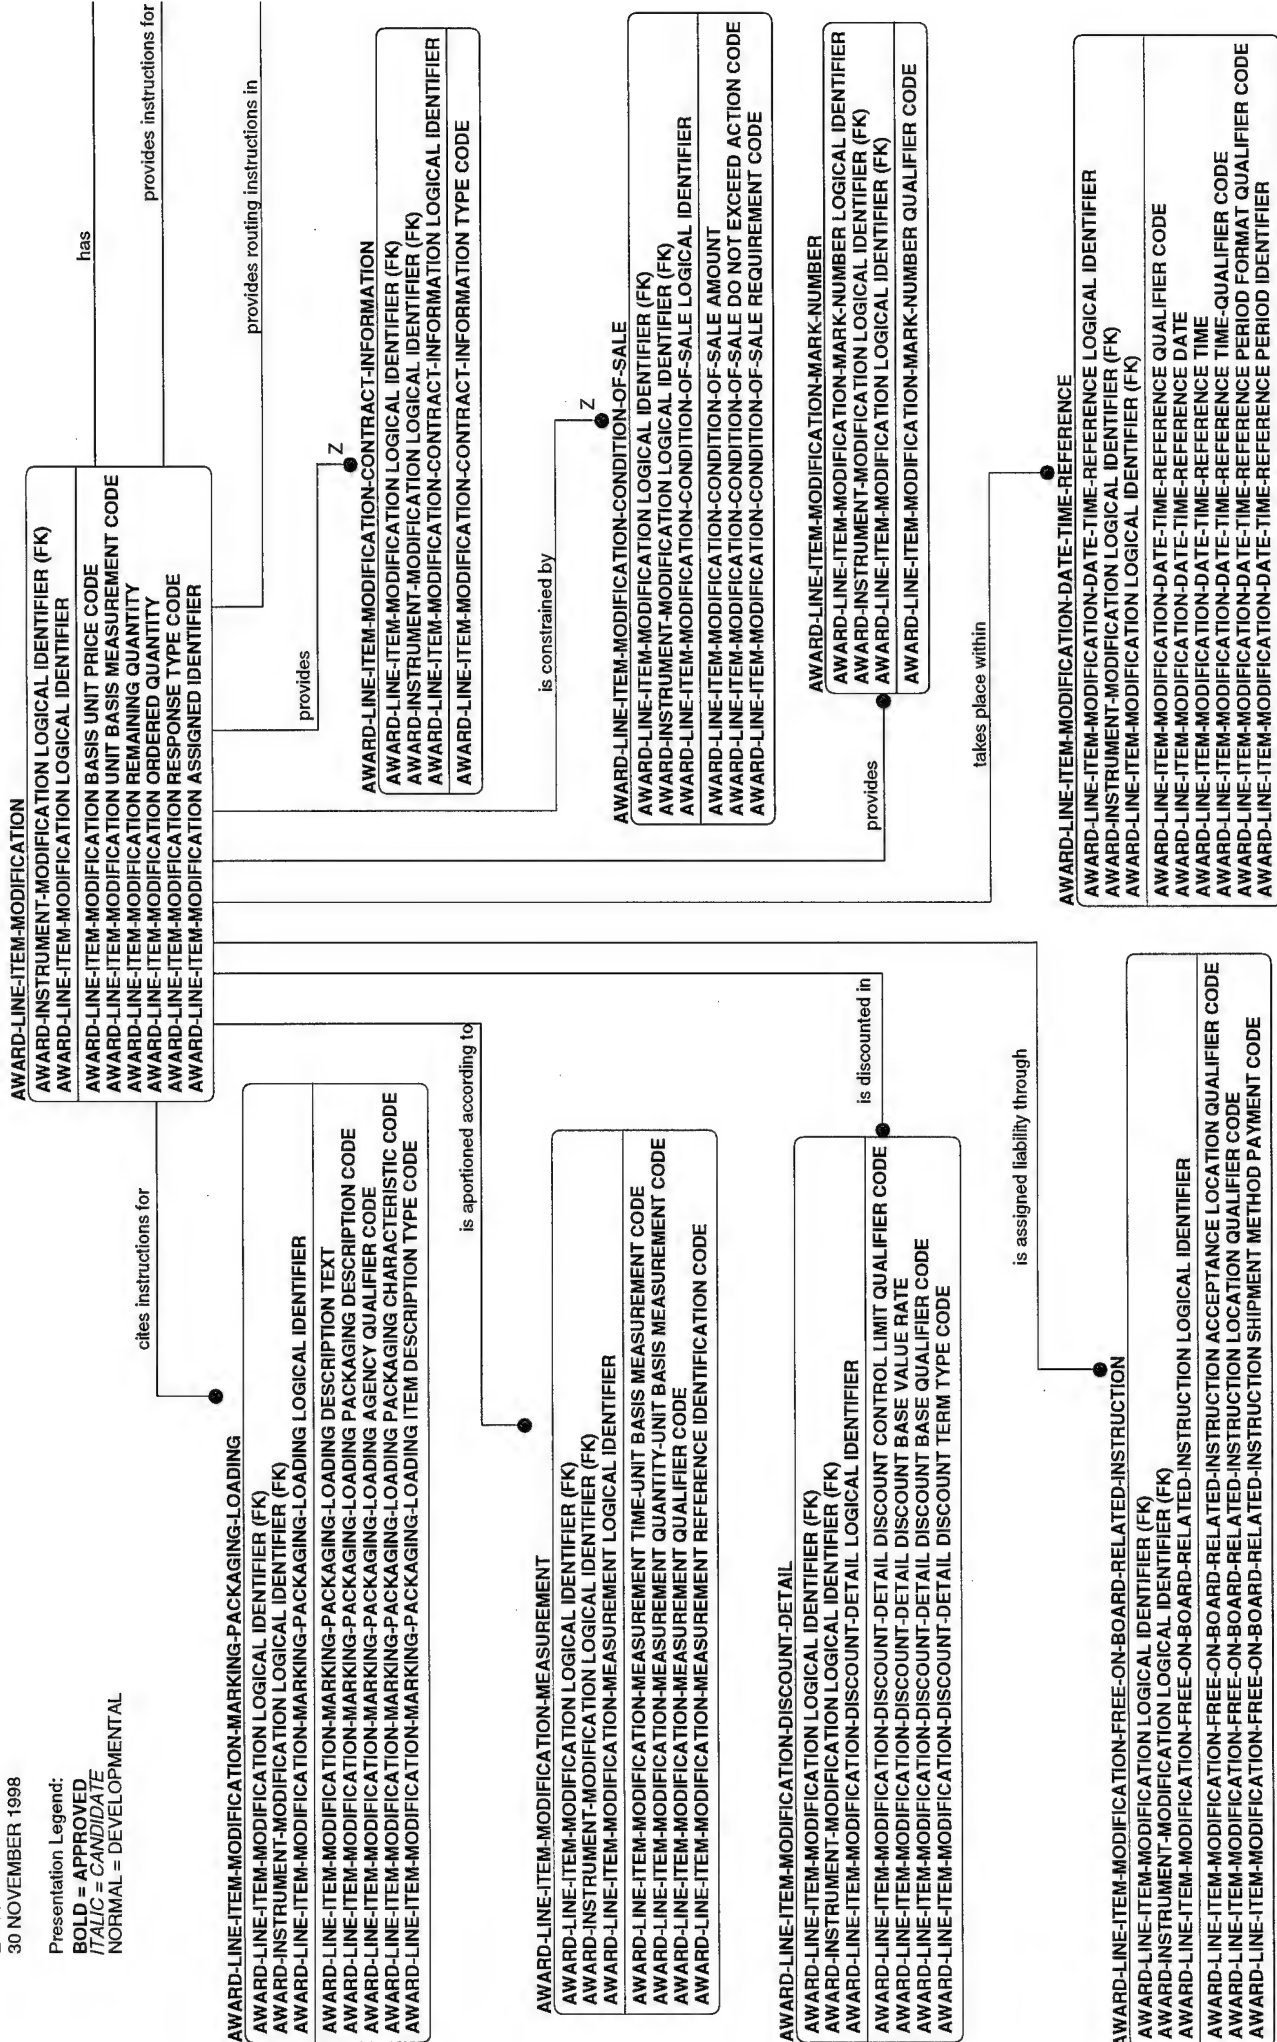 30 NOVEMBER 1998
Presentation Legend:
BOLD = APPROVED
ITALIC = CANDIDATE
NORMAL = DEVELOPMENTAL
AWARD-LINE-ITEM-MODIFICATION
AWARD-INSTRUMENT-MODIFICATION LOGICAL IDENTIFIER (FK)
AWARD-LINE-ITEM-MODIFICATION LOGICAL IDENTIFIER
AWARD-LINE-ITEM-MODIFICATION BASIS UNIT PRICE CODE
AWARD-LINE-ITEM-MODIFICATION UNIT BASIS MEASUREMENT CODE
AWARD-LINE-ITEM-MODIFICATION REMAINING QUANTITY
AWARD-LINE-ITEM-MODIFICATION ORDERED QUANTITY
AWARD-LINE-ITEM-MODIFICATION RESPONSE TYPE CODE
AWARD-LINE-ITEM-MODIFICATION ASSIGNED IDENTIFIER
has
provides instructions for
provides routing instructions in
cites instructions for
AWARD-LINE-ITEM-MODIFICATION-MARKING-PACKAGING-LOADING
AWARD-LINE-ITEM-MODIFICATION LOGICAL IDENTIFIER (FK)
AWARD-INSTRUMENT-MODIFICATION LOGICAL IDENTIFIER (FK)
AWARD-LINE-ITEM-MODIFICATION-MARKING-PACKAGING-LOADING LOGICAL IDENTIFIER
AWARD-LINE-ITEM-MODIFICATION-MARKING-PACKAGING-LOADING DESCRIPTION TEXT
AWARD-LINE-ITEM-MODIFICATION-MARKING-PACKAGING-LOADING PACKAGING DESCRIPTION CODE
AWARD-LINE-ITEM-MODIFICATION-MARKING-PACKAGING-LOADING AGENCY QUALIFIER CODE
AWARD-LINE-ITEM-MODIFICATION-MARKING-PACKAGING-LOADING PACKAGING CHARACTERISTIC CODE
AWARD-LINE-ITEM-MODIFICATION-MARKING-PACKAGING-LOADING ITEM DESCRIPTION TYPE CODE
provides
Z
AWARD-LINE-ITEM-MODIFICATION-CONTRACT-INFORMATION
AWARD-LINE-ITEM-MODIFICATION LOGICAL IDENTIFIER (FK)
AWARD-INSTRUMENT-MODIFICATION LOGICAL IDENTIFIER (FK)
AWARD-LINE-ITEM-MODIFICATION-CONTRACT-INFORMATION LOGICAL IDENTIFIER
AWARD-LINE-ITEM-MODIFICATION-CONTRACT-INFORMATION TYPE CODE
is aportioned according to
AWARD-LINE-ITEM-MODIFICATION-MEASUREMENT
AWARD-LINE-ITEM-MODIFICATION LOGICAL IDENTIFIER (FK)
AWARD-INSTRUMENT-MODIFICATION LOGICAL IDENTIFIER (FK)
AWARD-LINE-ITEM-MODIFICATION-MEASUREMENT LOGICAL IDENTIFIER
AWARD-LINE-ITEM-MODIFICATION-MEASUREMENT TIME-UNIT BASIS MEASUREMENT CODE
AWARD-LINE-ITEM-MODIFICATION-MEASUREMENT QUANTITY-UNIT BASIS MEASUREMENT CODE
AWARD-LINE-ITEM-MODIFICATION-MEASUREMENT QUALIFIER CODE
AWARD-LINE-ITEM-MODIFICATION-MEASUREMENT REFERENCE IDENTIFICATION CODE
is constrained by
Z
AWARD-LINE-ITEM-MODIFICATION-CONDITION-OF-SALE
AWARD-LINE-ITEM-MODIFICATION LOGICAL IDENTIFIER (FK)
AWARD-INSTRUMENT-MODIFICATION LOGICAL IDENTIFIER (FK)
AWARD-LINE-ITEM-MODIFICATION-CONDITION-OF-SALE LOGICAL IDENTIFIER
AWARD-LINE-ITEM-MODIFICATION-CONDITION-OF-SALE AMOUNT
AWARD-LINE-ITEM-MODIFICATION-CONDITION-OF-SALE DO NOT EXCEED ACTION CODE
AWARD-LINE-ITEM-MODIFICATION-CONDITION-OF-SALE REQUIREMENT CODE
is discounted in
AWARD-LINE-ITEM-MODIFICATION-DISCOUNT-DETAIL
AWARD-LINE-ITEM-MODIFICATION LOGICAL IDENTIFIER (FK)
AWARD-INSTRUMENT-MODIFICATION LOGICAL IDENTIFIER (FK)
AWARD-LINE-ITEM-MODIFICATION-DISCOUNT-DETAIL LOGICAL IDENTIFIER
AWARD-LINE-ITEM-MODIFICATION-DISCOUNT-DETAIL DISCOUNT CONTROL LIMIT QUALIFIER CODE
AWARD-LINE-ITEM-MODIFICATION-DISCOUNT-DETAIL DISCOUNT BASE VALUE RATE
AWARD-LINE-ITEM-MODIFICATION-DISCOUNT-DETAIL DISCOUNT BASE QUALIFIER CODE
AWARD-LINE-ITEM-MODIFICATION-DISCOUNT-DETAIL DISCOUNT TERM TYPE CODE
provides
AWARD-LINE-ITEM-MODIFICATION-MARK-NUMBER
AWARD-LINE-ITEM-MODIFICATION-MARK-NUMBER LOGICAL IDENTIFIER
AWARD-INSTRUMENT-MODIFICATION LOGICAL IDENTIFIER (FK)
AWARD-LINE-ITEM-MODIFICATION LOGICAL IDENTIFIER (FK)
AWARD-LINE-ITEM-MODIFICATION-MARK-NUMBER QUALIFIER CODE
is assigned liability through
AWARD-LINE-ITEM-MODIFICATION-FREE-ON-BOARD-RELATED-INSTRUCTION
AWARD-LINE-ITEM-MODIFICATION LOGICAL IDENTIFIER (FK)
AWARD-INSTRUMENT-MODIFICATION LOGICAL IDENTIFIER (FK)
AWARD-LINE-ITEM-MODIFICATION-FREE-ON-BOARD-RELATED-INSTRUCTION LOGICAL IDENTIFIER
AWARD-LINE-ITEM-MODIFICATION-FREE-ON-BOARD-RELATED-INSTRUCTION ACCEPTANCE LOCATION QUALIFIER CODE
AWARD-LINE-ITEM-MODIFICATION-FREE-ON-BOARD-RELATED-INSTRUCTION LOCATION QUALIFIER CODE
AWARD-LINE-ITEM-MODIFICATION-FREE-ON-BOARD-RELATED-INSTRUCTION SHIPMENT METHOD PAYMENT CODE
takes place within
AWARD-LINE-ITEM-MODIFICATION-DATE-TIME-REFERENCE
AWARD-LINE-ITEM-MODIFICATION-DATE-TIME-REFERENCE LOGICAL IDENTIFIER
AWARD-INSTRUMENT-MODIFICATION LOGICAL IDENTIFIER (FK)
AWARD-LINE-ITEM-MODIFICATION LOGICAL IDENTIFIER (FK)
AWARD-LINE-ITEM-MODIFICATION-DATE-TIME-REFERENCE QUALIFIER CODE
AWARD-LINE-ITEM-MODIFICATION-DATE-TIME-REFERENCE DATE
AWARD-LINE-ITEM-MODIFICATION-DATE-TIME-REFERENCE TIME
AWARD-LINE-ITEM-MODIFICATION-DATE-TIME-REFERENCE TIME-QUALIFIER CODE
AWARD-LINE-ITEM-MODIFICATION-DATE-TIME-REFERENCE PERIOD FORMAT QUALIFIER CODE
AWARD-LINE-ITEM-MODIFICATION-DATE-TIME-REFERENCE PERIOD IDENTIFIER